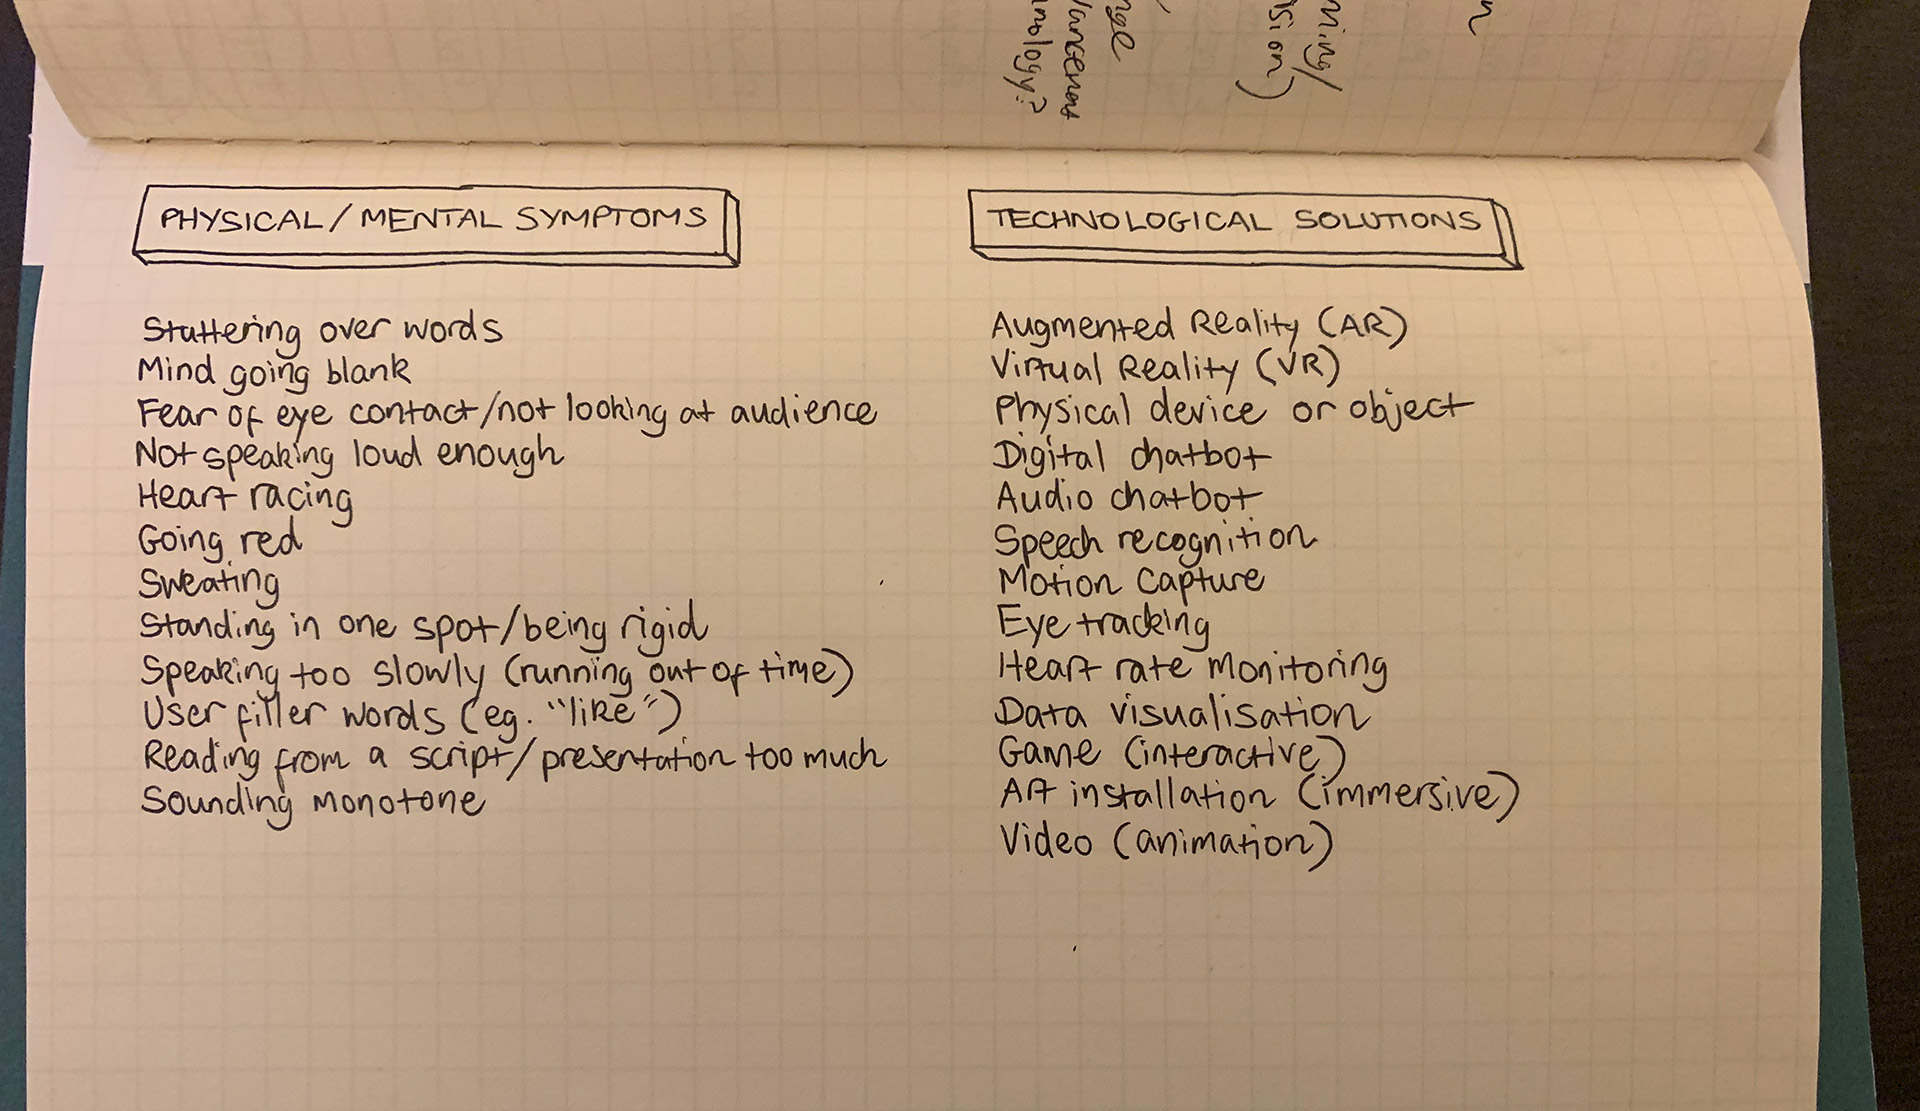 sion)
ning/
nge
nology?
PHYSICAL / MENTAL SYMPTOMS
Stuttering over words
Mind going blank
Fear of eye contact/not looking at audience
Not speaking loud enough
Heart racing
Going red
Sweating
Standing in one spot/being rigid
Speaking too slowly (running out of time)
User filler words (eg. "like")
Reading from a script/presentation too much
Sounding monotone
TECHNOLOGICAL SOLUTIONS
Augmented Reality (AR)
Virtual Reality (VR)
Physical device or object
Digital chatbot
Audio chatbot
Speech recognition
Motion Capture
Eye tracking
Heart rate monitoring
Data visualisation
Game (interactive)
Art installation (immersive)
Video (animation)